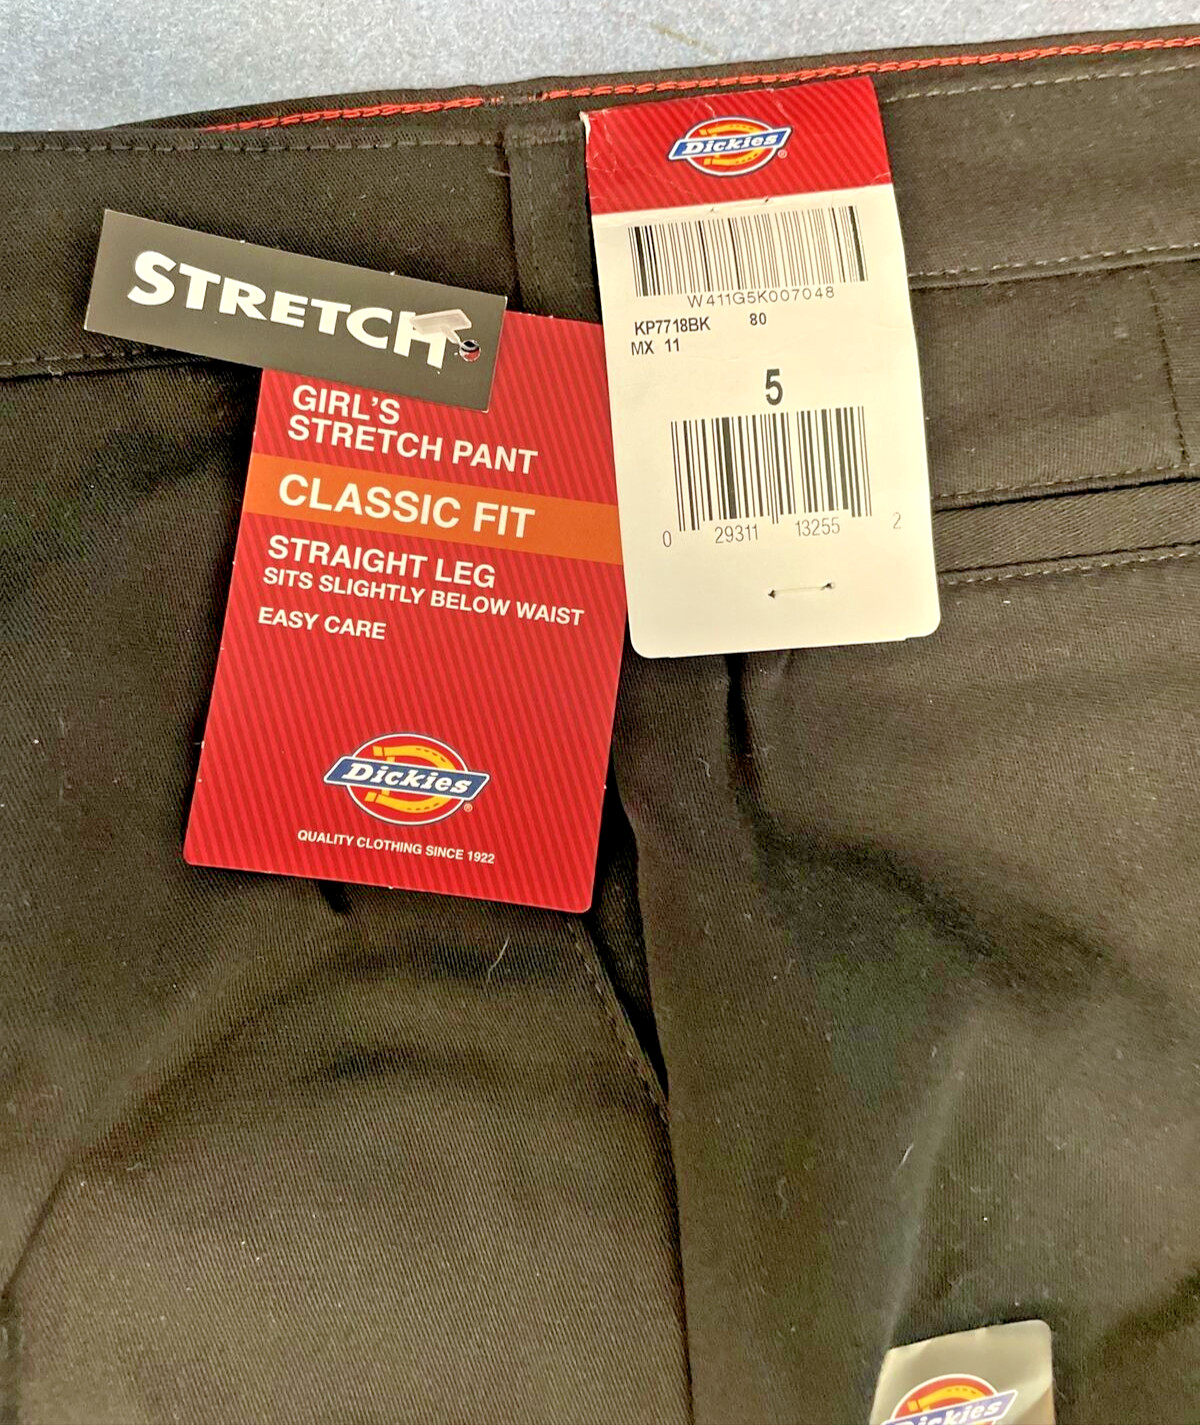 STRETCH
GIRL'S
STRETCH PANT
CLASSIC FIT
STRAIGHT LEG
SITS SLIGHTLY BELOW WAIST
EASY CARE
Dickies®
QUALITY CLOTHING SINCE 1922
Dickies®
W411G5K007048
KP7718BK 80
MX 11
5
0 29311 13255 2
Dickies